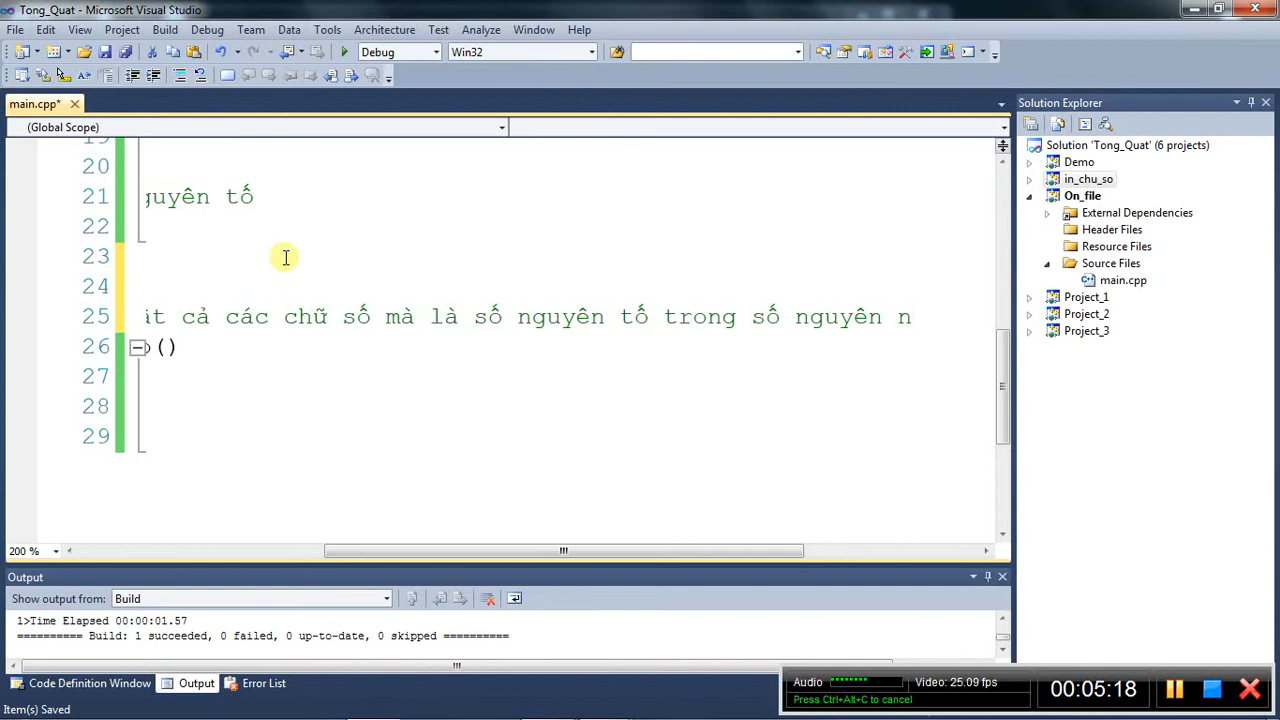 Tong_Quat - Microsoft Visual Studio
File Edit View Project Build Debug Team Data Tools Architecture Test Analyze Window Help
Debug Win32
main.cpp*
(Global Scope)
19
20
21 guyên tố
22
23
24
25 ất cả các chữ số mà là số nguyên tố trong số nguyên n
26 ()
27
28
29
200 %
Solution Explorer
Solution 'Tong_Quat' (6 projects)
Demo
in_chu_so
On_file
External Dependencies
Header Files
Resource Files
Source Files
main.cpp
Project_1
Project_2
Project_3
Output
Show output from: Build
1>Time Elapsed 00:00:01.57
========== Build: 1 succeeded, 0 failed, 0 up-to-date, 0 skipped ==========
Code Definition Window Output Error List
Item(s) Saved
Audio Video: 25.09 fps
Press Ctrl+Alt+C to cancel
00:05:18